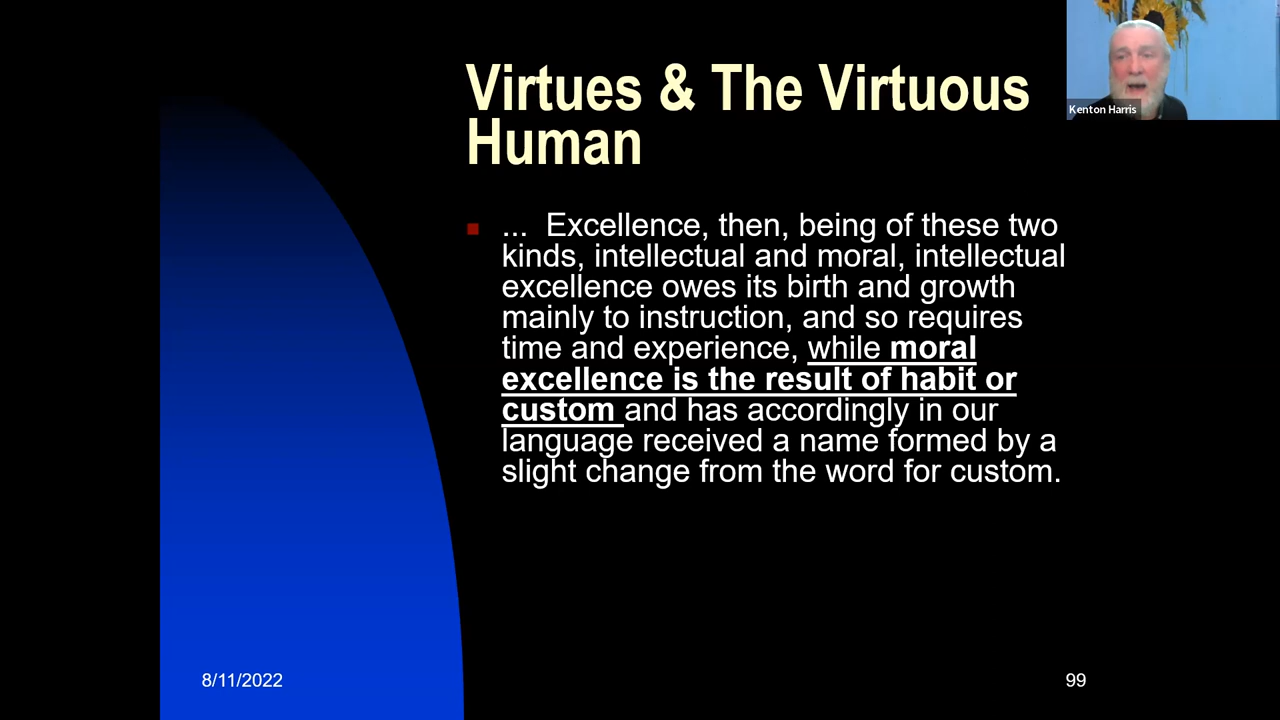 Virtues & The Virtuous
Human
... Excellence, then, being of these two
kinds, intellectual and moral, intellectual
excellence owes its birth and growth
mainly to instruction, and so requires
time and experience, while moral
excellence is the result of habit or
custom and has accordingly in our
language received a name formed by a
slight change from the word for custom.
8/11/2022
99
Kenton Harris